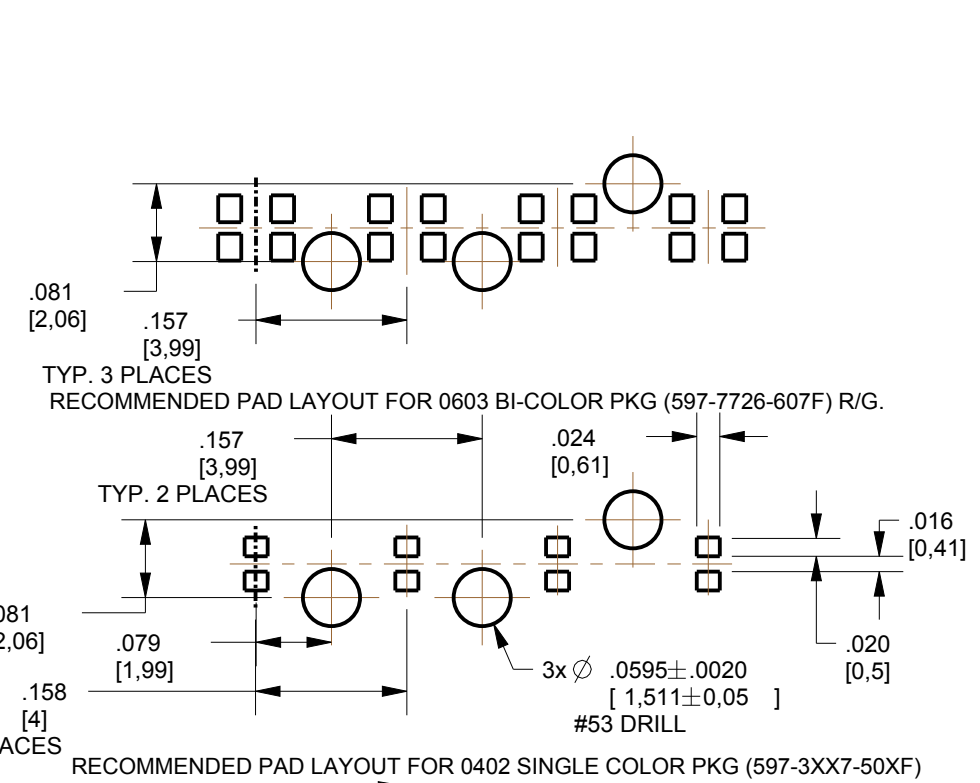 .081
[2,06]
.157
[3,99]
TYP. 3 PLACES
RECOMMENDED PAD LAYOUT FOR 0603 BI-COLOR PKG (597-7726-607F) R/G.
.157
[3,99]
TYP. 2 PLACES
.024
[0,61]
.016
[0,41]
.020
[0,5]
.079
[1,99]
.158
[4]
3x ∅ .0595±.0020
[ 1,511±0,05 ]
#53 DRILL
RECOMMENDED PAD LAYOUT FOR 0402 SINGLE COLOR PKG (597-3XX7-50XF)